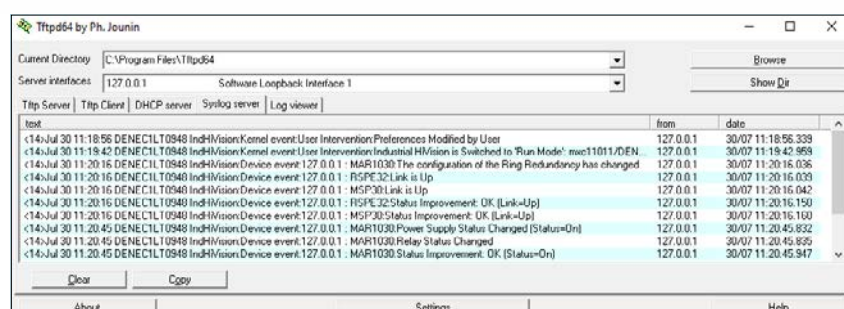 Tftpd64 by Ph. Jounin
Current Directory C:\Program Files\Tftpd64 Browse
Server interfaces 127.0.0.1 Software Loopback Interface 1 Show Dir
Tftp Server Tftp Client DHCP server Syslog server Log viewer
text from date
<14>Jul 30 11:18:56 DENEC1LT0948 IndHiVision:Kernel event:User Intervention:Preferences Modified by User 127.0.0.1 30/07 11:18:56.339
<14>Jul 30 11:19:42 DENEC1LT0948 IndHiVision:Kernel event:User Intervention:Industrial HiVision is Switched to 'Run Mode': mxc11011/DEN... 127.0.0.1 30/07 11:19:42.959
<14>Jul 30 11:20:16 DENEC1LT0948 IndHiVision:Device event:127.0.0.1 : MAR1030:The configuration of the Ring Redundancy has changed 127.0.0.1 30/07 11:20:16.036
<14>Jul 30 11:20:16 DENEC1LT0948 IndHiVision:Device event:127.0.0.1 : RSPE32:Link is Up 127.0.0.1 30/07 11:20:16.039
<14>Jul 30 11:20:16 DENEC1LT0948 IndHiVision:Device event:127.0.0.1 : MSP30:Link is Up 127.0.0.1 30/07 11:20:16.042
<14>Jul 30 11:20:16 DENEC1LT0948 IndHiVision:Device event:127.0.0.1 : RSPE32:Status Improvement: OK (Link=Up) 127.0.0.1 30/07 11:20:16.150
<14>Jul 30 11:20:16 DENEC1LT0948 IndHiVision:Device event:127.0.0.1 : MSP30:Status Improvement: OK (Link=Up) 127.0.0.1 30/07 11:20:16.160
<14>Jul 30 11:20:45 DENEC1LT0948 IndHiVision:Device event:127.0.0.1 : MAR1030:Power Supply Status Changed (Status=On) 127.0.0.1 30/07 11:20:45.832
<14>Jul 30 11:20:45 DENEC1LT0948 IndHiVision:Device event:127.0.0.1 : MAR1030:Relay Status Changed 127.0.0.1 30/07 11:20:45.835
<14>Jul 30 11:20:45 DENEC1LT0948 IndHiVision:Device event:127.0.0.1 : MAR1030:Status Improvement: OK (Status=On) 127.0.0.1 30/07 11:20:45.947
Clear Copy
About Settings Help